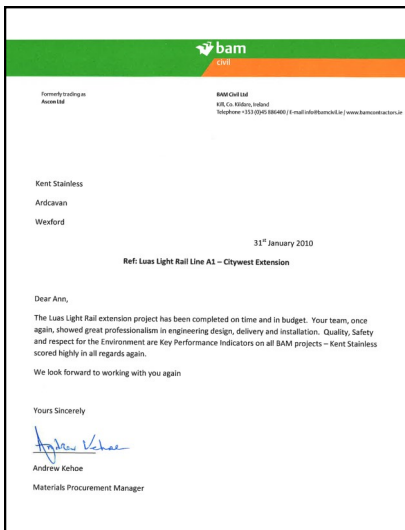 bam
civil
Formerly trading as
Ascon Ltd
BAM Civil Ltd
Kill, Co. Kildare, Ireland
Telephone +353 (0)45 886400 / E-mail info@bamcivil.ie / www.bamcontractors.ie
Kent Stainless
Ardcavan
Wexford
31st January 2010
Ref: Luas Light Rail Line A1 – Citywest Extension
Dear Ann,
The Luas Light Rail extension project has been completed on time and in budget. Your team, once
again, showed great professionalism in engineering design, delivery and installation. Quality, Safety
and respect for the Environment are Key Performance Indicators on all BAM projects – Kent Stainless
scored highly in all regards again.
We look forward to working with you again
Yours Sincerely
Andrew Kehoe
Andrew Kehoe
Materials Procurement Manager